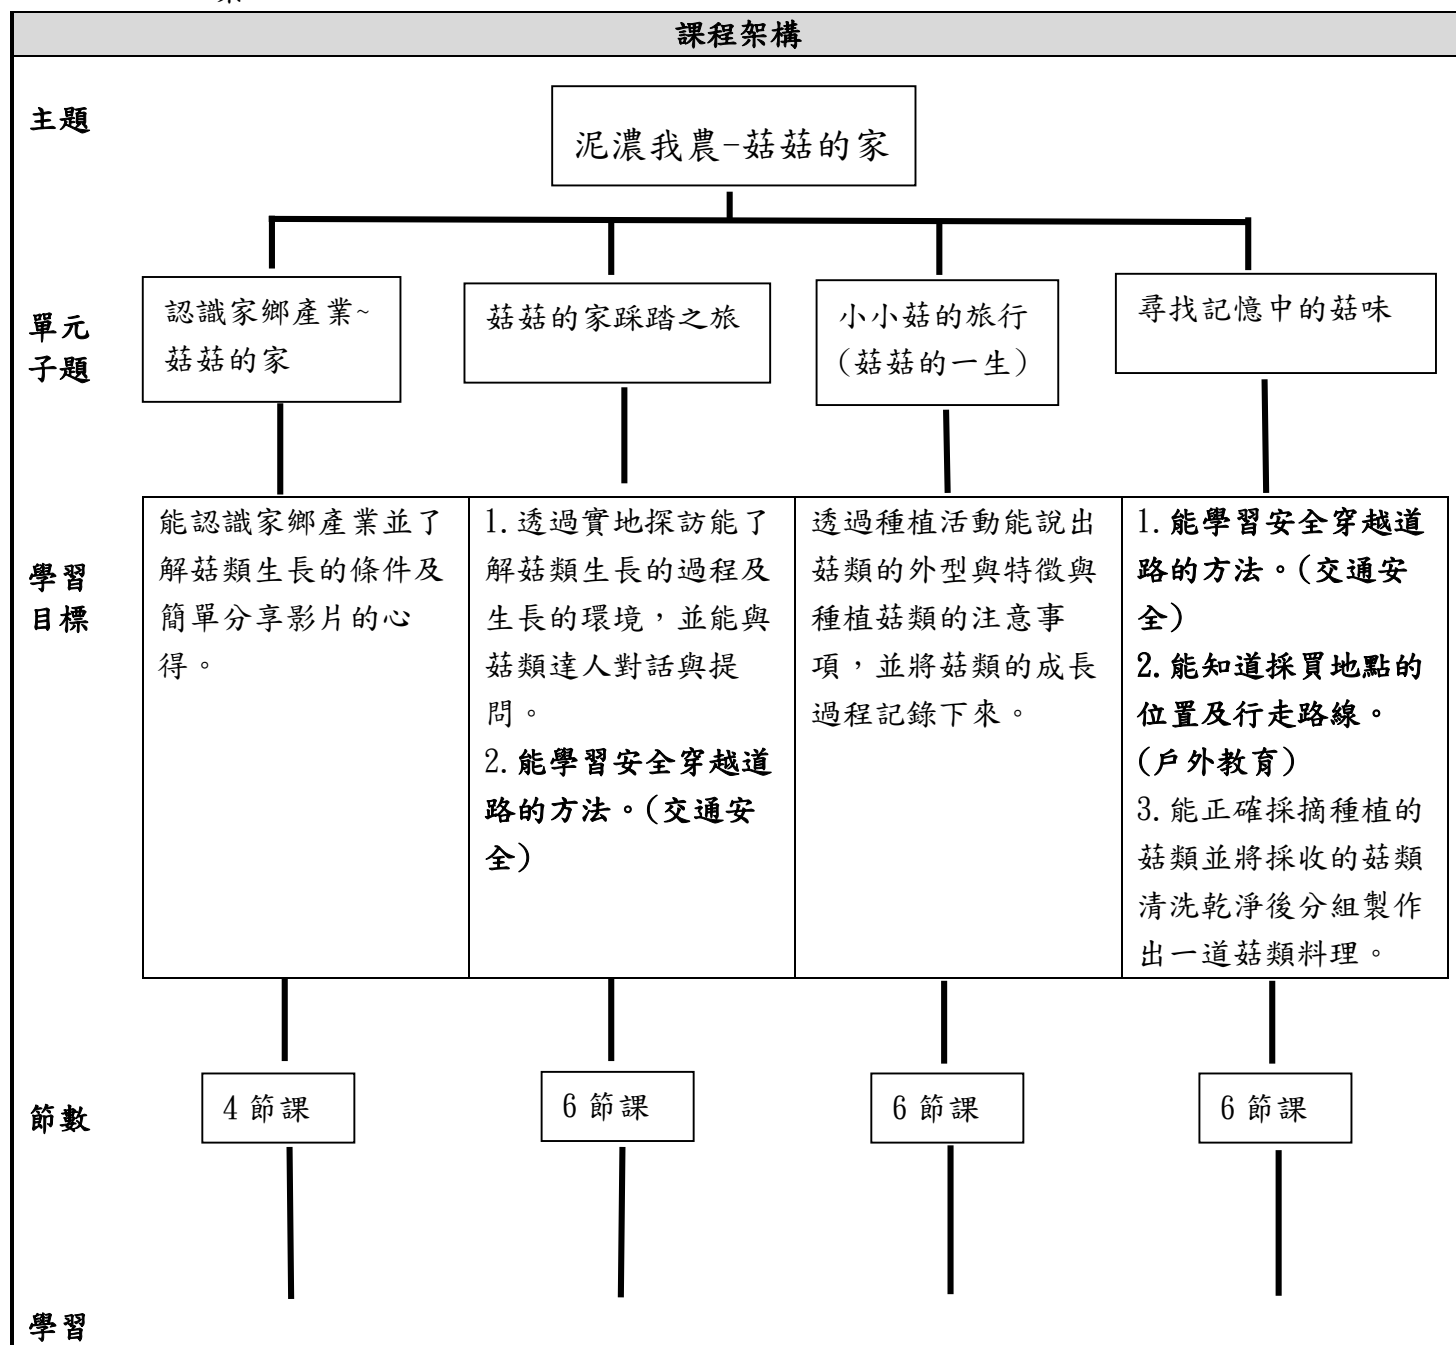 課程架構
主題
泥濃我農-菇菇的家
單元
子題
認識家鄉產業~
菇菇的家
菇菇的家踩踏之旅
小小菇的旅行
(菇菇的一生)
尋找記憶中的菇味
學習
目標
能認識家鄉產業並了
解菇類生長的條件及
簡單分享影片的心
得。
1.透過實地探訪能了
解菇類生長的過程及
生長的環境，並能與
菇類達人對話與提
問。
2.能學習安全穿越道
路的方法。(交通安
全)
透過種植活動能說出
菇類的外型與特徵與
種植菇類的注意事
項，並將菇類的成長
過程記錄下來。
1.能學習安全穿越道
路的方法。(交通安
全)
2.能知道採買地點的
位置及行走路線。
(戶外教育)
3.能正確採摘種植的
菇類並將採收的菇類
清洗乾淨後分組製作
出一道菇類料理。
節數
4 節課
6 節課
6 節課
6 節課
學習